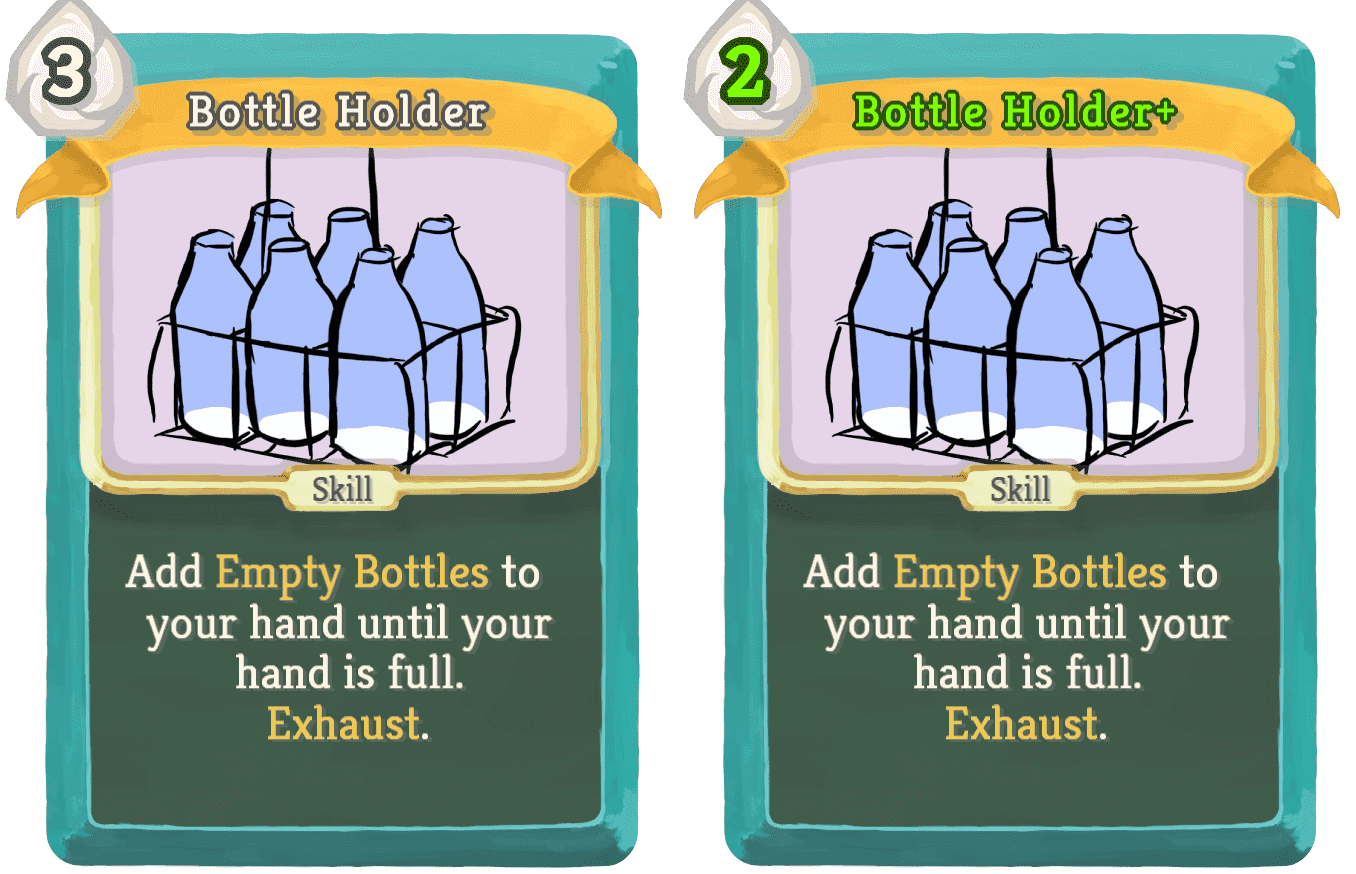 3
Bottle Holder
Skill
Add Empty Bottles to
your hand until your
hand is full.
Exhaust.
2
Bottle Holder+
Skill
Add Empty Bottles to
your hand until your
hand is full.
Exhaust.